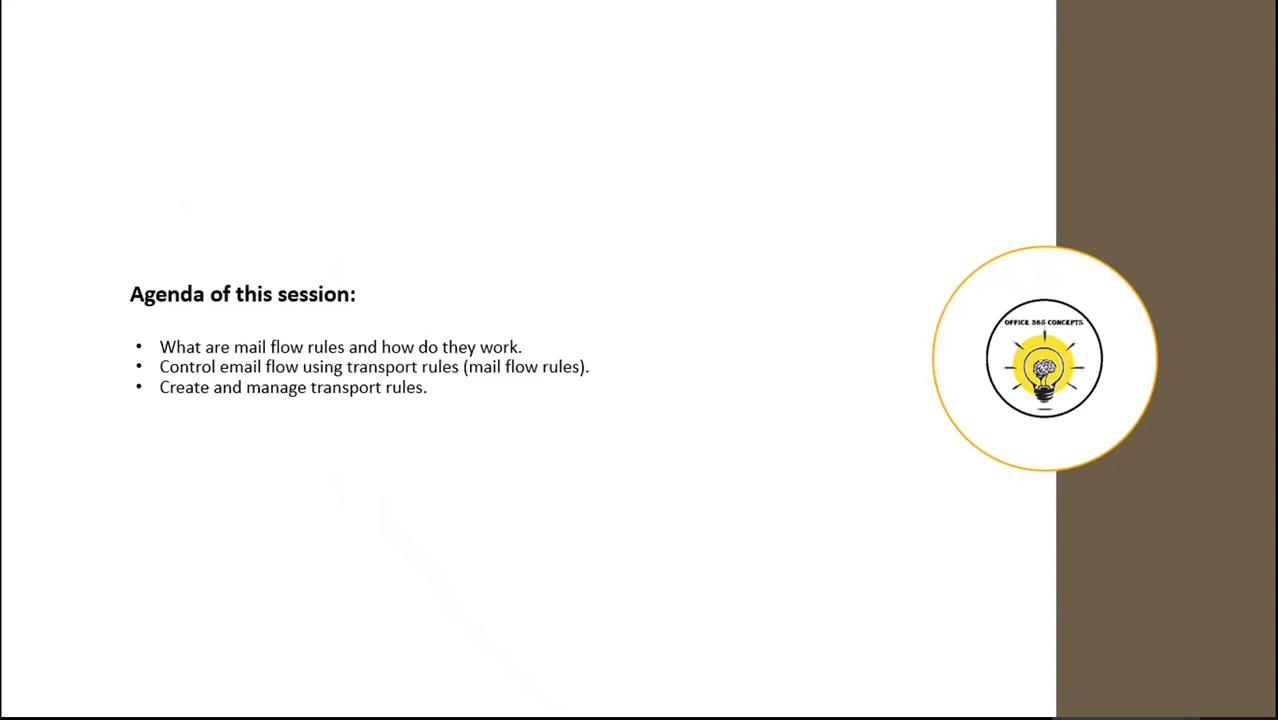 Agenda of this session:
• What are mail flow rules and how do they work.
• Control email flow using transport rules (mail flow rules).
• Create and manage transport rules.
OFFICE 365 CONCEPTS